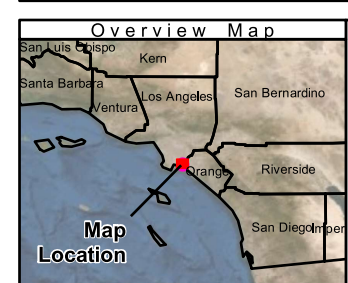 Overview Map
San Luis Obispo
Kern
Santa Barbara
Ventura
Los Angeles
San Bernardino
Orange
Riverside
Map
Location
San Diego
Imper